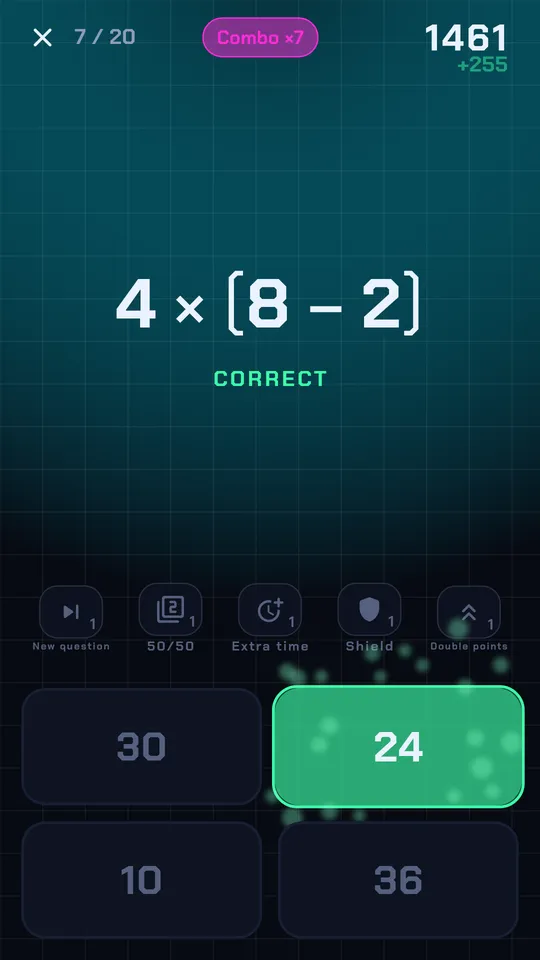 7 / 20
Combo ×7
1461
+255
4 × (8 – 2)
CORRECT
1
1
1
1
1
New question
50/50
Extra time
Shield
Double points
30
24
10
36